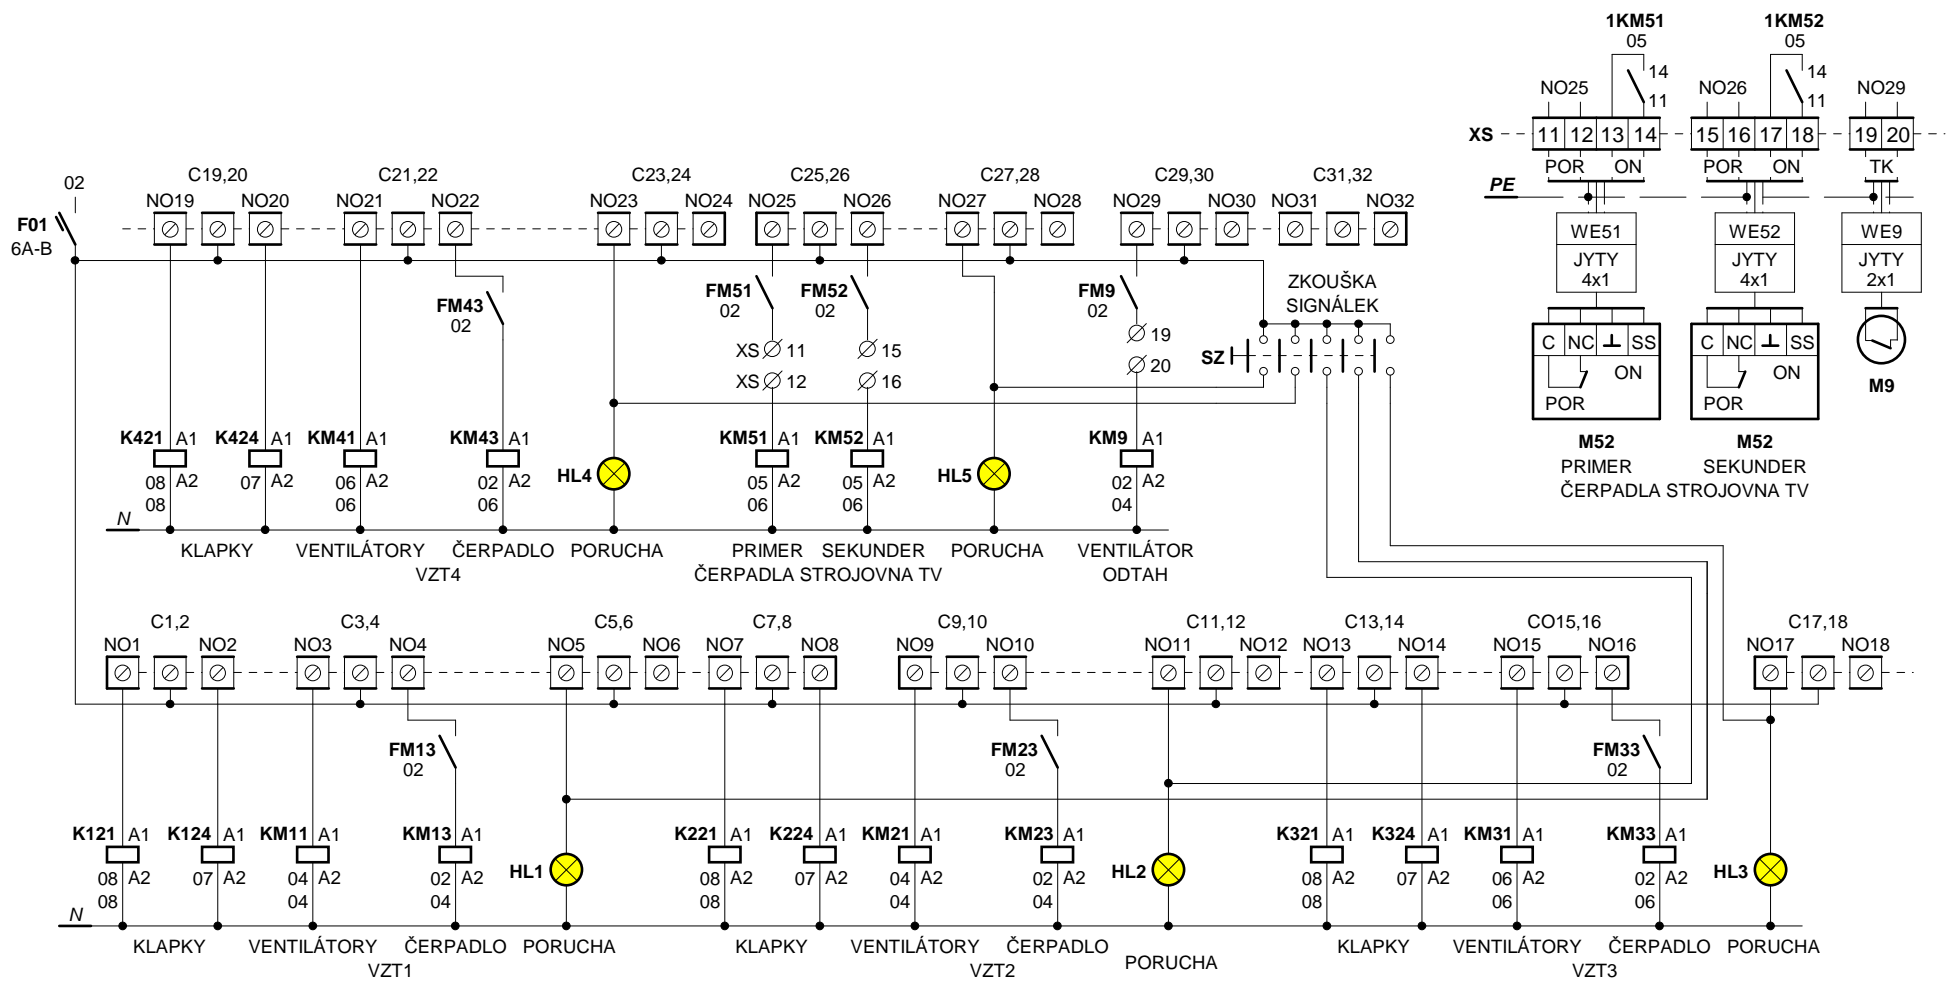 1KM51 1KM52
05 05
14 14
NO25 11 NO26 11 NO29
XS 11 12 13 14 15 16 17 18 19 20
POR ON POR ON TK
PE
02
F01
6A-B
C19,20 C21,22 C23,24 C25,26 C27,28 C29,30 C31,32
NO19 NO20 NO21 NO22 NO23 NO24 NO25 NO26 NO27 NO28 NO29 NO30 NO31 NO32
WE51 WE52 WE9
JYTY JYTY JYTY
4x1 4x1 2x1
FM43 FM51 FM52 FM9
02 02 02 02
ZKOUŠKA
SIGNÁLEK
SZ
XS 11 15 19
XS 12 16 20
C NC ⊥ SS C NC ⊥ SS
ON ON
POR POR
M9
M52 M52
PRIMER SEKUNDER
ČERPADLA STROJOVNA TV
K421 A1 K424 A1 KM41 A1 KM43 A1 KM51 A1 KM52 A1 KM9 A1
HL4 HL5
08 A2 07 A2 06 A2 02 A2 05 A2 05 A2 02 A2
08 06 06 06 06 04
N
KLAPKY VENTILÁTORY ČERPADLO PORUCHA PRIMER SEKUNDER PORUCHA VENTILÁTOR
VZT4 ČERPADLA STROJOVNA TV ODTAH
C1,2 C3,4 C5,6 C7,8 C9,10 C11,12 C13,14 CO15,16 C17,18
NO1 NO2 NO3 NO4 NO5 NO6 NO7 NO8 NO9 NO10 NO11 NO12 NO13 NO14 NO15 NO16 NO17 NO18
FM13 FM23 FM33
02 02 02
K121 A1 K124 A1 KM11 A1 KM13 A1 K221 A1 K224 A1 KM21 A1 KM23 A1 K321 A1 K324 A1 KM31 A1 KM33 A1
HL1 HL2 HL3
08 A2 07 A2 04 A2 02 A2 08 A2 07 A2 04 A2 02 A2 08 A2 07 A2 06 A2 02 A2
08 04 04 08 04 04 08 06 06
N
KLAPKY VENTILÁTORY ČERPADLO PORUCHA KLAPKY VENTILÁTORY ČERPADLO PORUCHA KLAPKY VENTILÁTORY ČERPADLO PORUCHA
VZT1 VZT2 VZT3